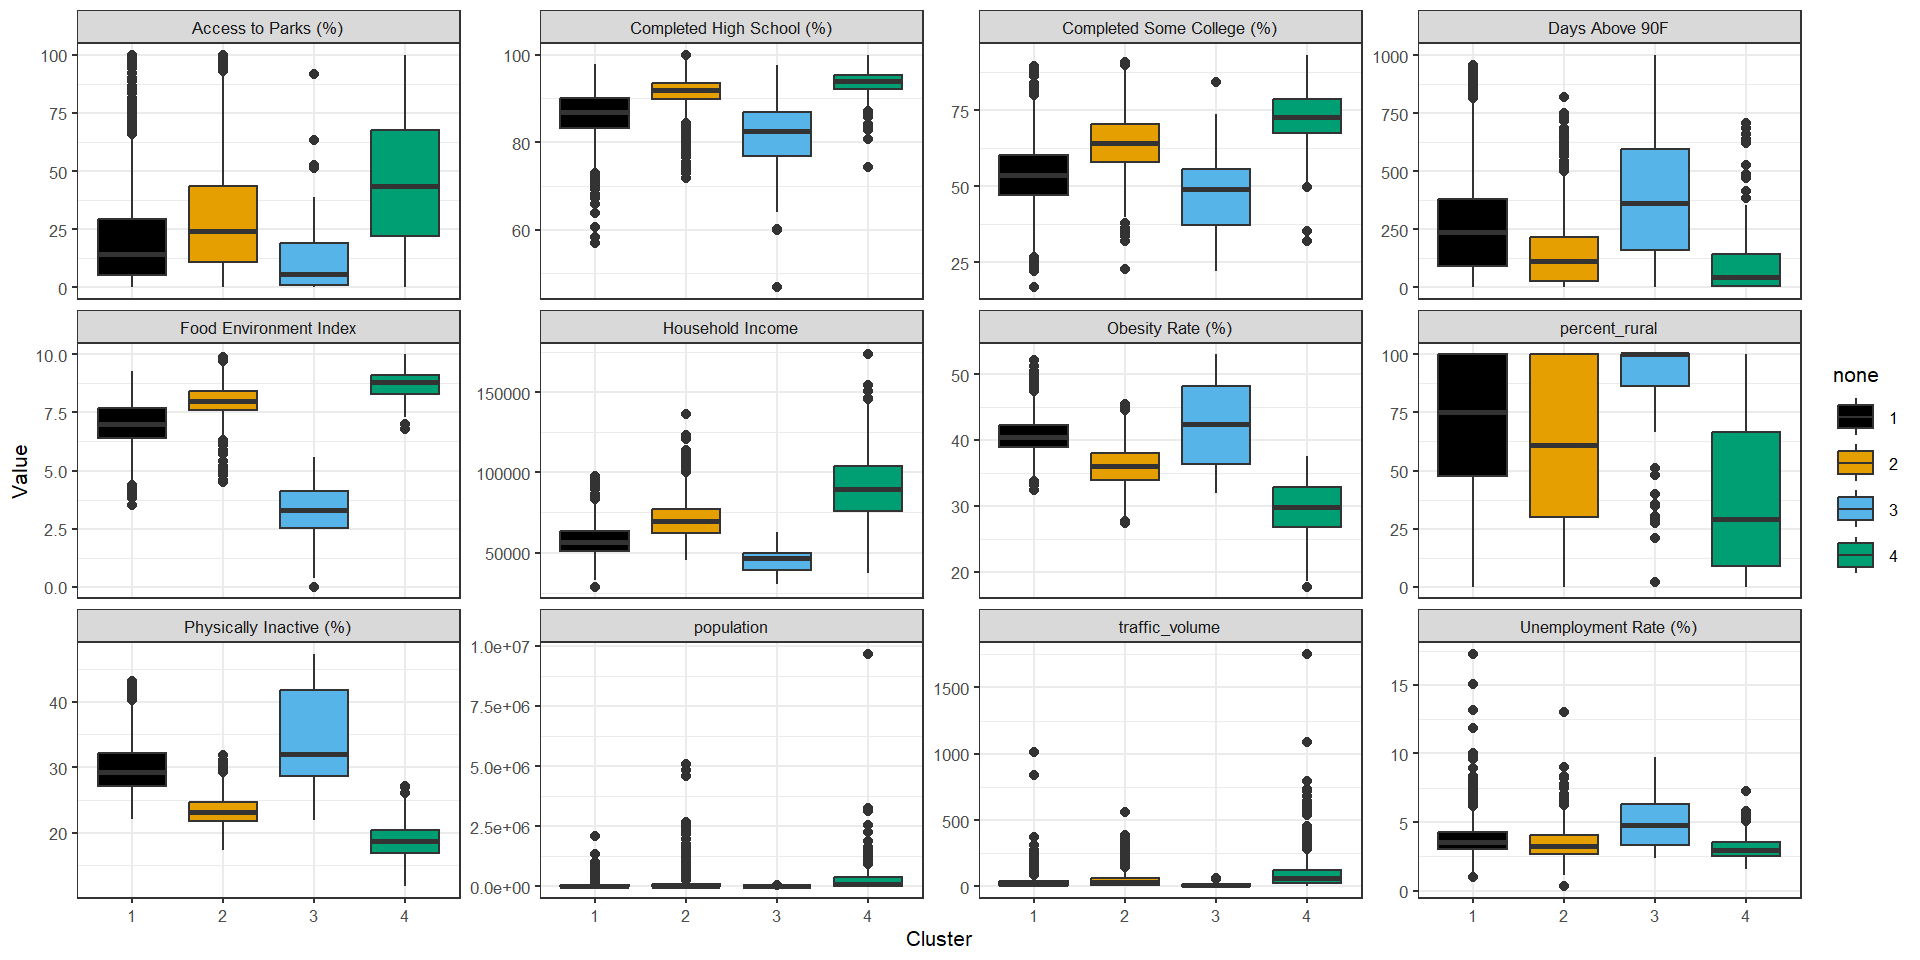 Access to Parks (%)
Completed High School (%)
Completed Some College (%)
Days Above 90F
100
75
50
25
0
100
80
60
75
50
25
1000
750
500
250
0
Food Environment Index
Household Income
Obesity Rate (%)
percent_rural
10.0
7.5
5.0
2.5
0.0
150000
100000
50000
50
40
30
20
100
75
50
25
0
Physically Inactive (%)
population
traffic_volume
Unemployment Rate (%)
40
30
20
1.0e+07
7.5e+06
5.0e+06
2.5e+06
0.0e+00
1500
1000
500
0
15
10
5
0
1 2 3 4
1 2 3 4
1 2 3 4
1 2 3 4
Value
Cluster
none
1
2
3
4